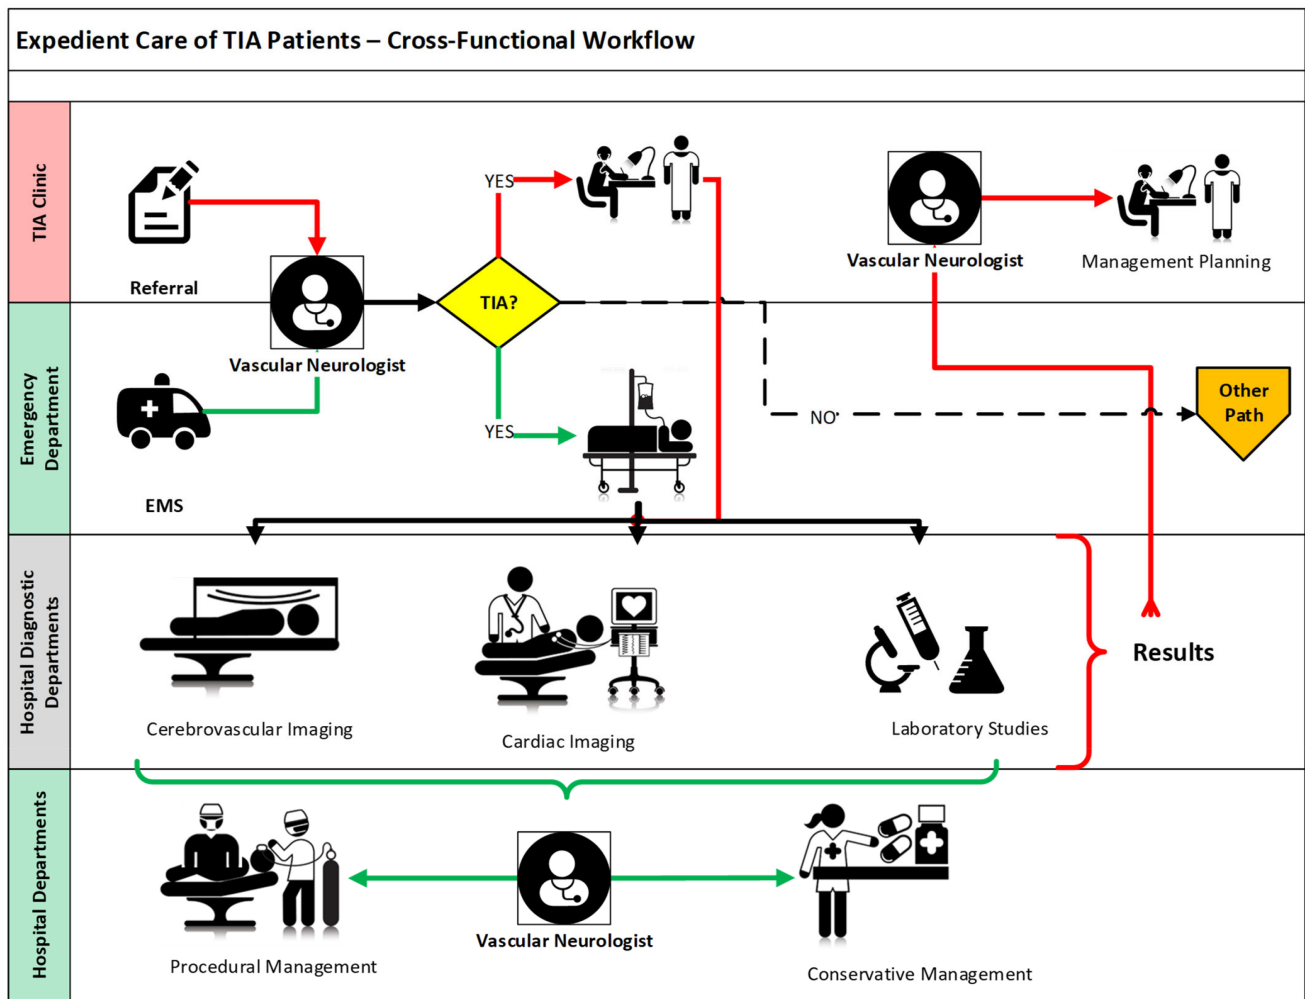 Expedient Care of TIA Patients – Cross-Functional Workflow
TIA Clinic
Referral
Vascular Neurologist
TIA?
YES
Vascular Neurologist
Management Planning
Emergency
Department
EMS
YES
NO
Other
Path
Hospital Diagnostic
Departments
Cerebrovascular Imaging
Cardiac Imaging
Laboratory Studies
Results
Hospital Departments
Procedural Management
Vascular Neurologist
Conservative Management